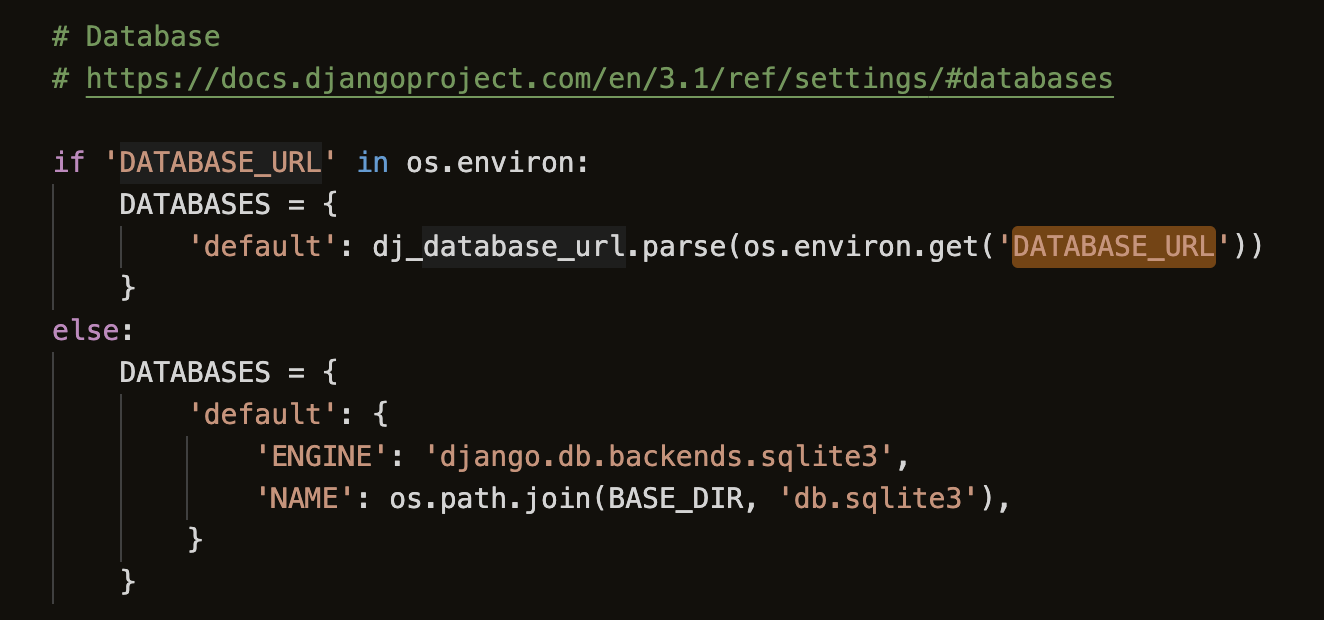 # Database
# https://docs.djangoproject.com/en/3.1/ref/settings/#databases
if 'DATABASE_URL' in os.environ:
    DATABASES = {
        'default': dj_database_url.parse(os.environ.get('DATABASE_URL'))
    }
else:
    DATABASES = {
        'default': {
            'ENGINE': 'django.db.backends.sqlite3',
            'NAME': os.path.join(BASE_DIR, 'db.sqlite3'),
        }
    }